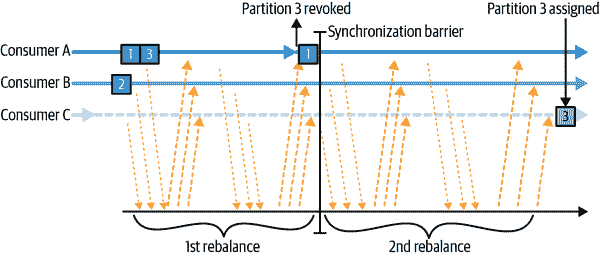 Partition 3 revoked
Partition 3 assigned
Synchronization barrier
Consumer A
1 3
1
Consumer B
2
Consumer C
3
1st rebalance
2nd rebalance